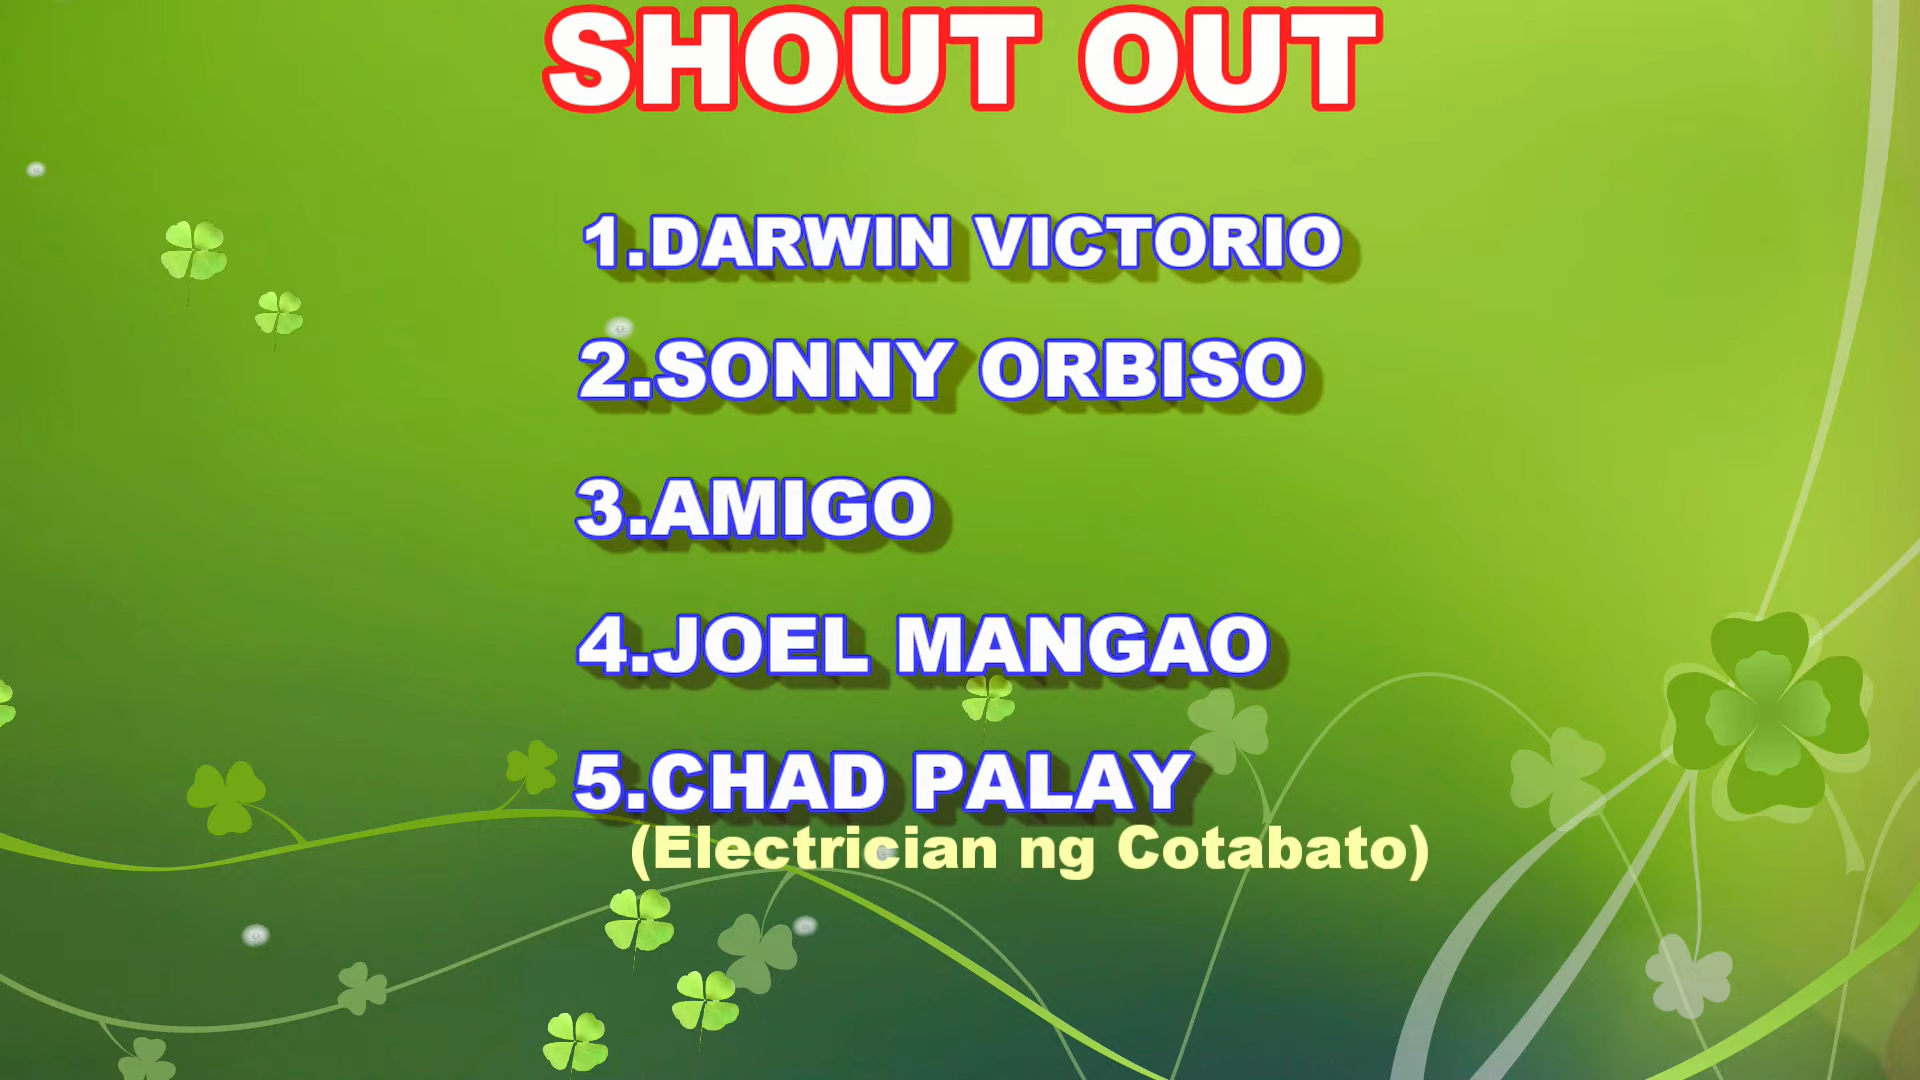 SHOUT OUT
1.DARWIN VICTORIO
2.SONNY ORBISO
3.AMIGO
4.JOEL MANGAO
5.CHAD PALAY
(Electrician ng Cotabato)